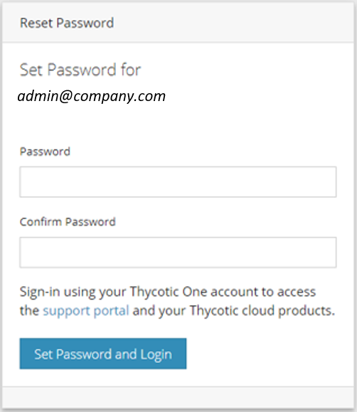 Reset Password
Set Password for
admin@company.com
Password
Confirm Password
Sign-in using your Thycotic One account to access
the support portal and your Thycotic cloud products.
Set Password and Login